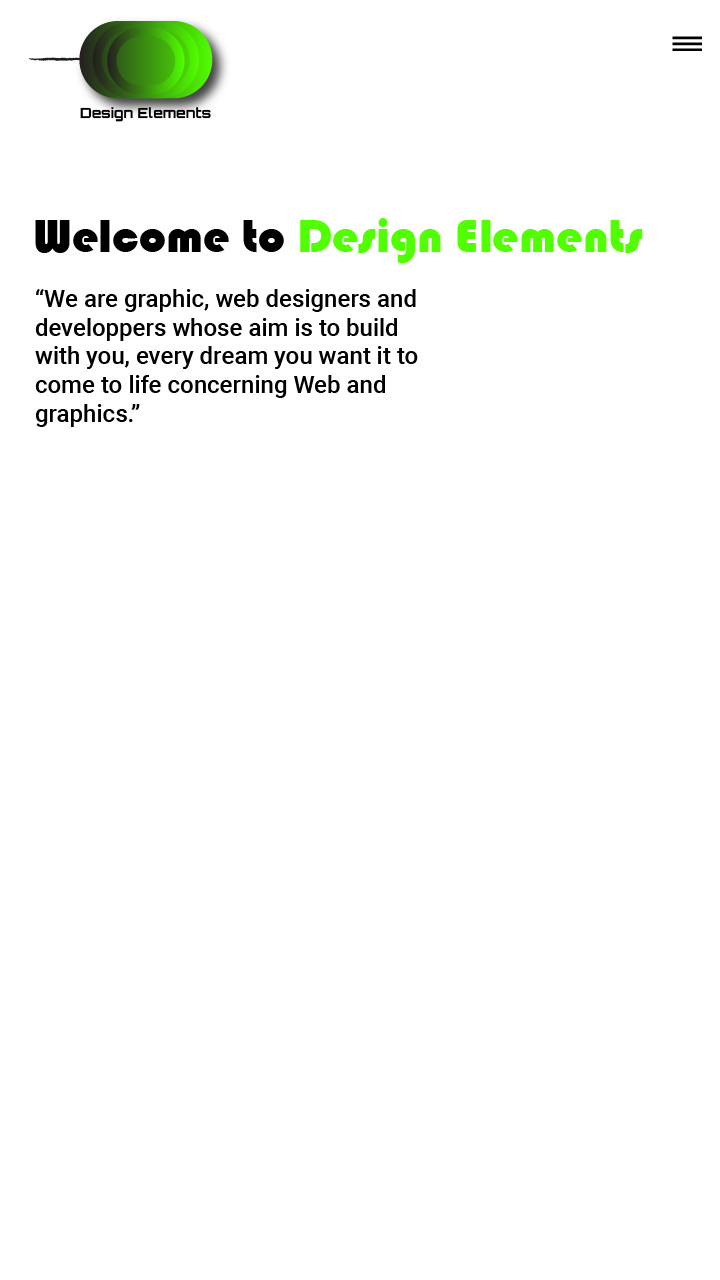 Design Elements
Welcome to Design Elements
“We are graphic, web designers and
developpers whose aim is to build
with you, every dream you want it to
come to life concerning Web and
graphics.”